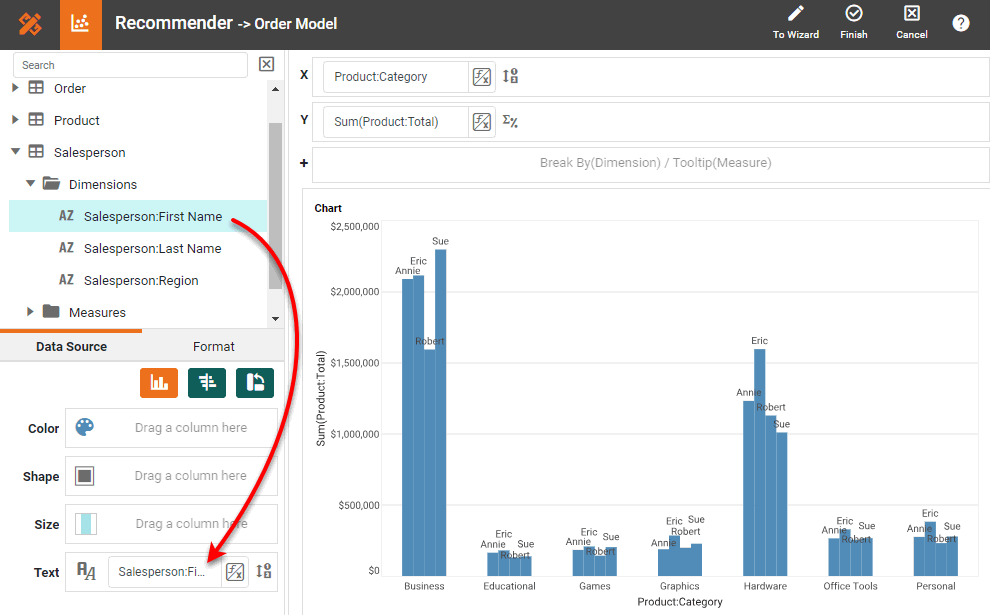 Recommender -> Order Model
To Wizard
Finish
Cancel
?
Search
Order
Product
Salesperson
Dimensions
AZ Salesperson:First Name
AZ Salesperson:Last Name
AZ Salesperson:Region
Measures
Data Source
Format
Color
Drag a column here
Shape
Drag a column here
Size
Drag a column here
Text
AA
Salesperson:Fi...
X
Product:Category
Y
Sum(Product:Total)
+
Break By(Dimension) / Tooltip(Measure)
Chart
Sum(Product:Total)
$2,500,000
$2,000,000
$1,500,000
$1,000,000
$500,000
$0
Annie
Eric
Robert
Sue
Annie
Eric
Robert
Sue
Annie
Eric
Robert
Sue
Annie
Eric
Robert
Sue
Annie
Eric
Robert
Sue
Annie
Eric
Robert
Sue
Annie
Eric
Robert
Sue
Business
Educational
Games
Graphics
Hardware
Office Tools
Personal
Product:Category